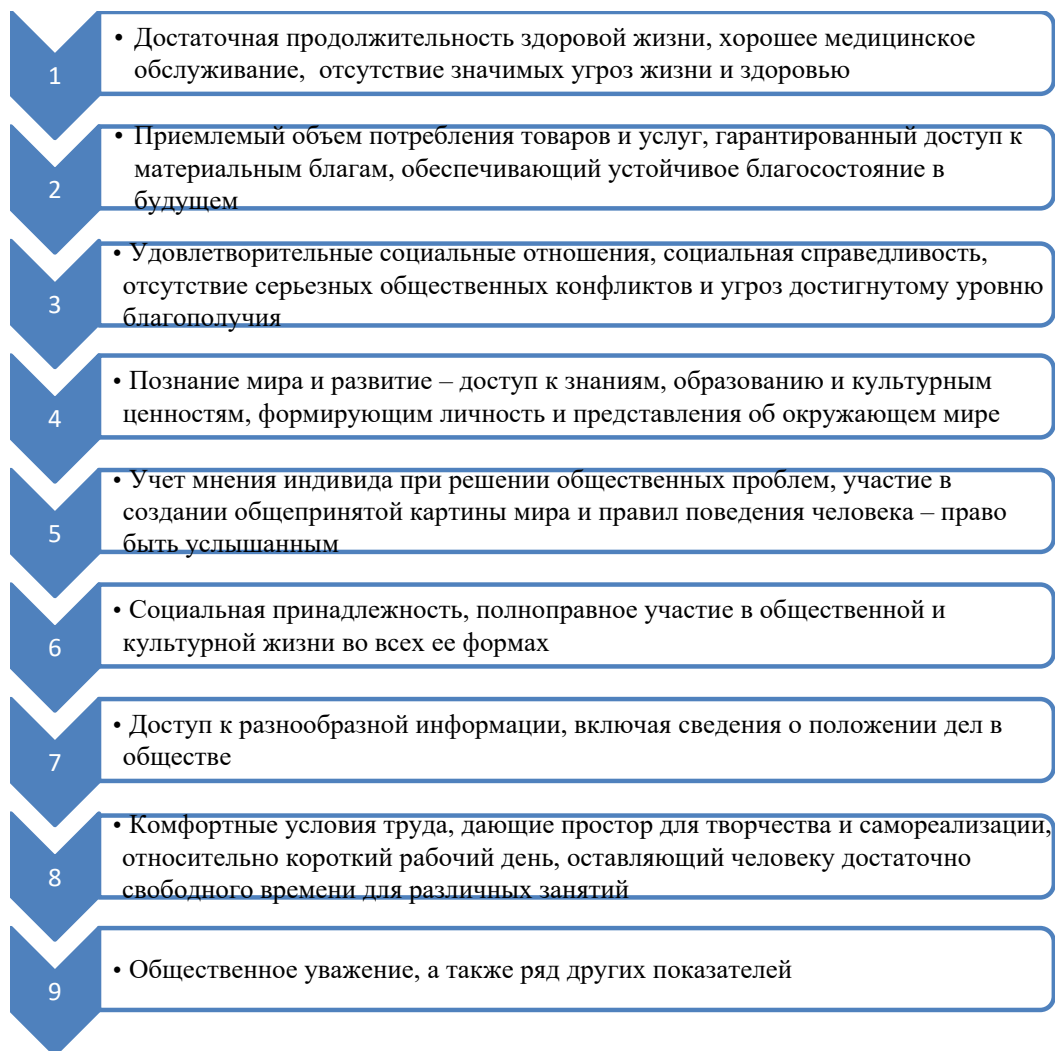 1
• Достаточная продолжительность здоровой жизни, хорошее медицинское
обслуживание, отсутствие значимых угроз жизни и здоровью
2
• Приемлемый объем потребления товаров и услуг, гарантированный доступ к
материальным благам, обеспечивающий устойчивое благосостояние в
будущем
3
• Удовлетворительные социальные отношения, социальная справедливость,
отсутствие серьезных общественных конфликтов и угроз достигнутому уровню
благополучия
4
• Познание мира и развитие – доступ к знаниям, образованию и культурным
ценностям, формирующим личность и представления об окружающем мире
5
• Учет мнения индивида при решении общественных проблем, участие в
создании общепринятой картины мира и правил поведения человека – право
быть услышанным
6
• Социальная принадлежность, полноправное участие в общественной и
культурной жизни во всех ее формах
7
• Доступ к разнообразной информации, включая сведения о положении дел в
обществе
8
• Комфортные условия труда, дающие простор для творчества и самореализации,
относительно короткий рабочий день, оставляющий человеку достаточно
свободного времени для различных занятий
9
• Общественное уважение, а также ряд других показателей